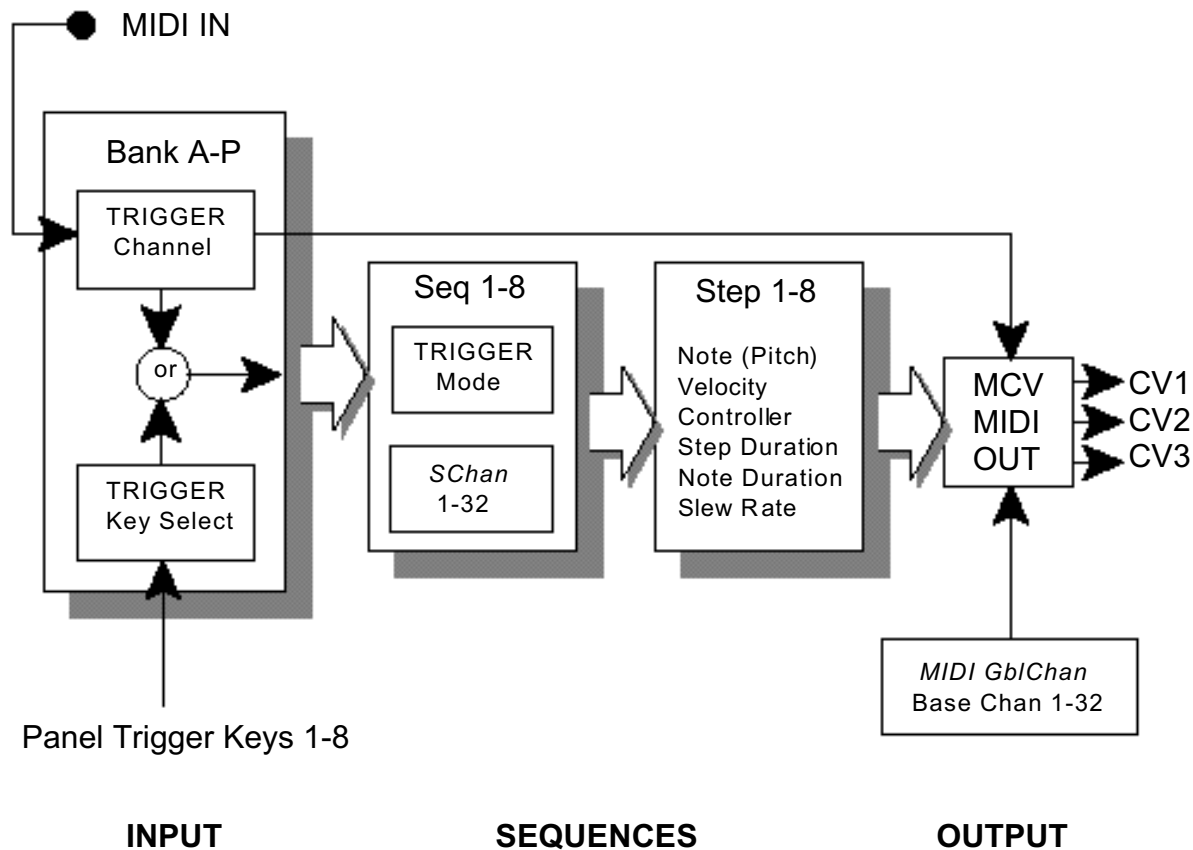 MIDI IN
Bank A-P
TRIGGER
Channel
or
TRIGGER
Key Select
Panel Trigger Keys 1-8
Seq 1-8
TRIGGER
Mode
SChan
1-32
Step 1-8
Note (Pitch)
Velocity
Controller
Step Duration
Note Duration
Slew Rate
MCV
MIDI
OUT
CV1
CV2
CV3
MIDI GblChan
Base Chan 1-32
INPUT
SEQUENCES
OUTPUT